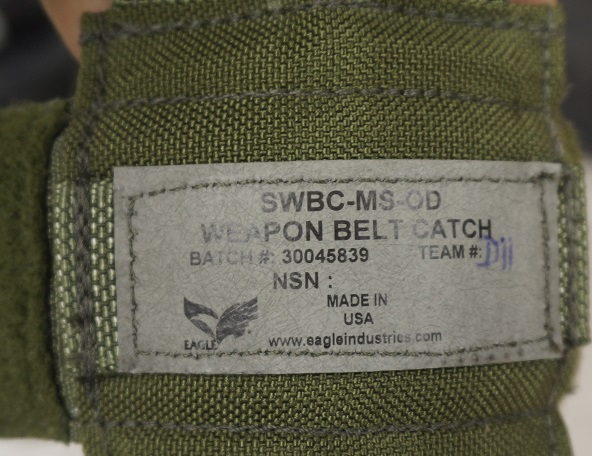 SWBC-MS-OD
WEAPON BELT CATCH
BATCH #: 30045839 TEAM #: D11
NSN :
MADE IN
USA
EAGLE
www.eagleindustries.com